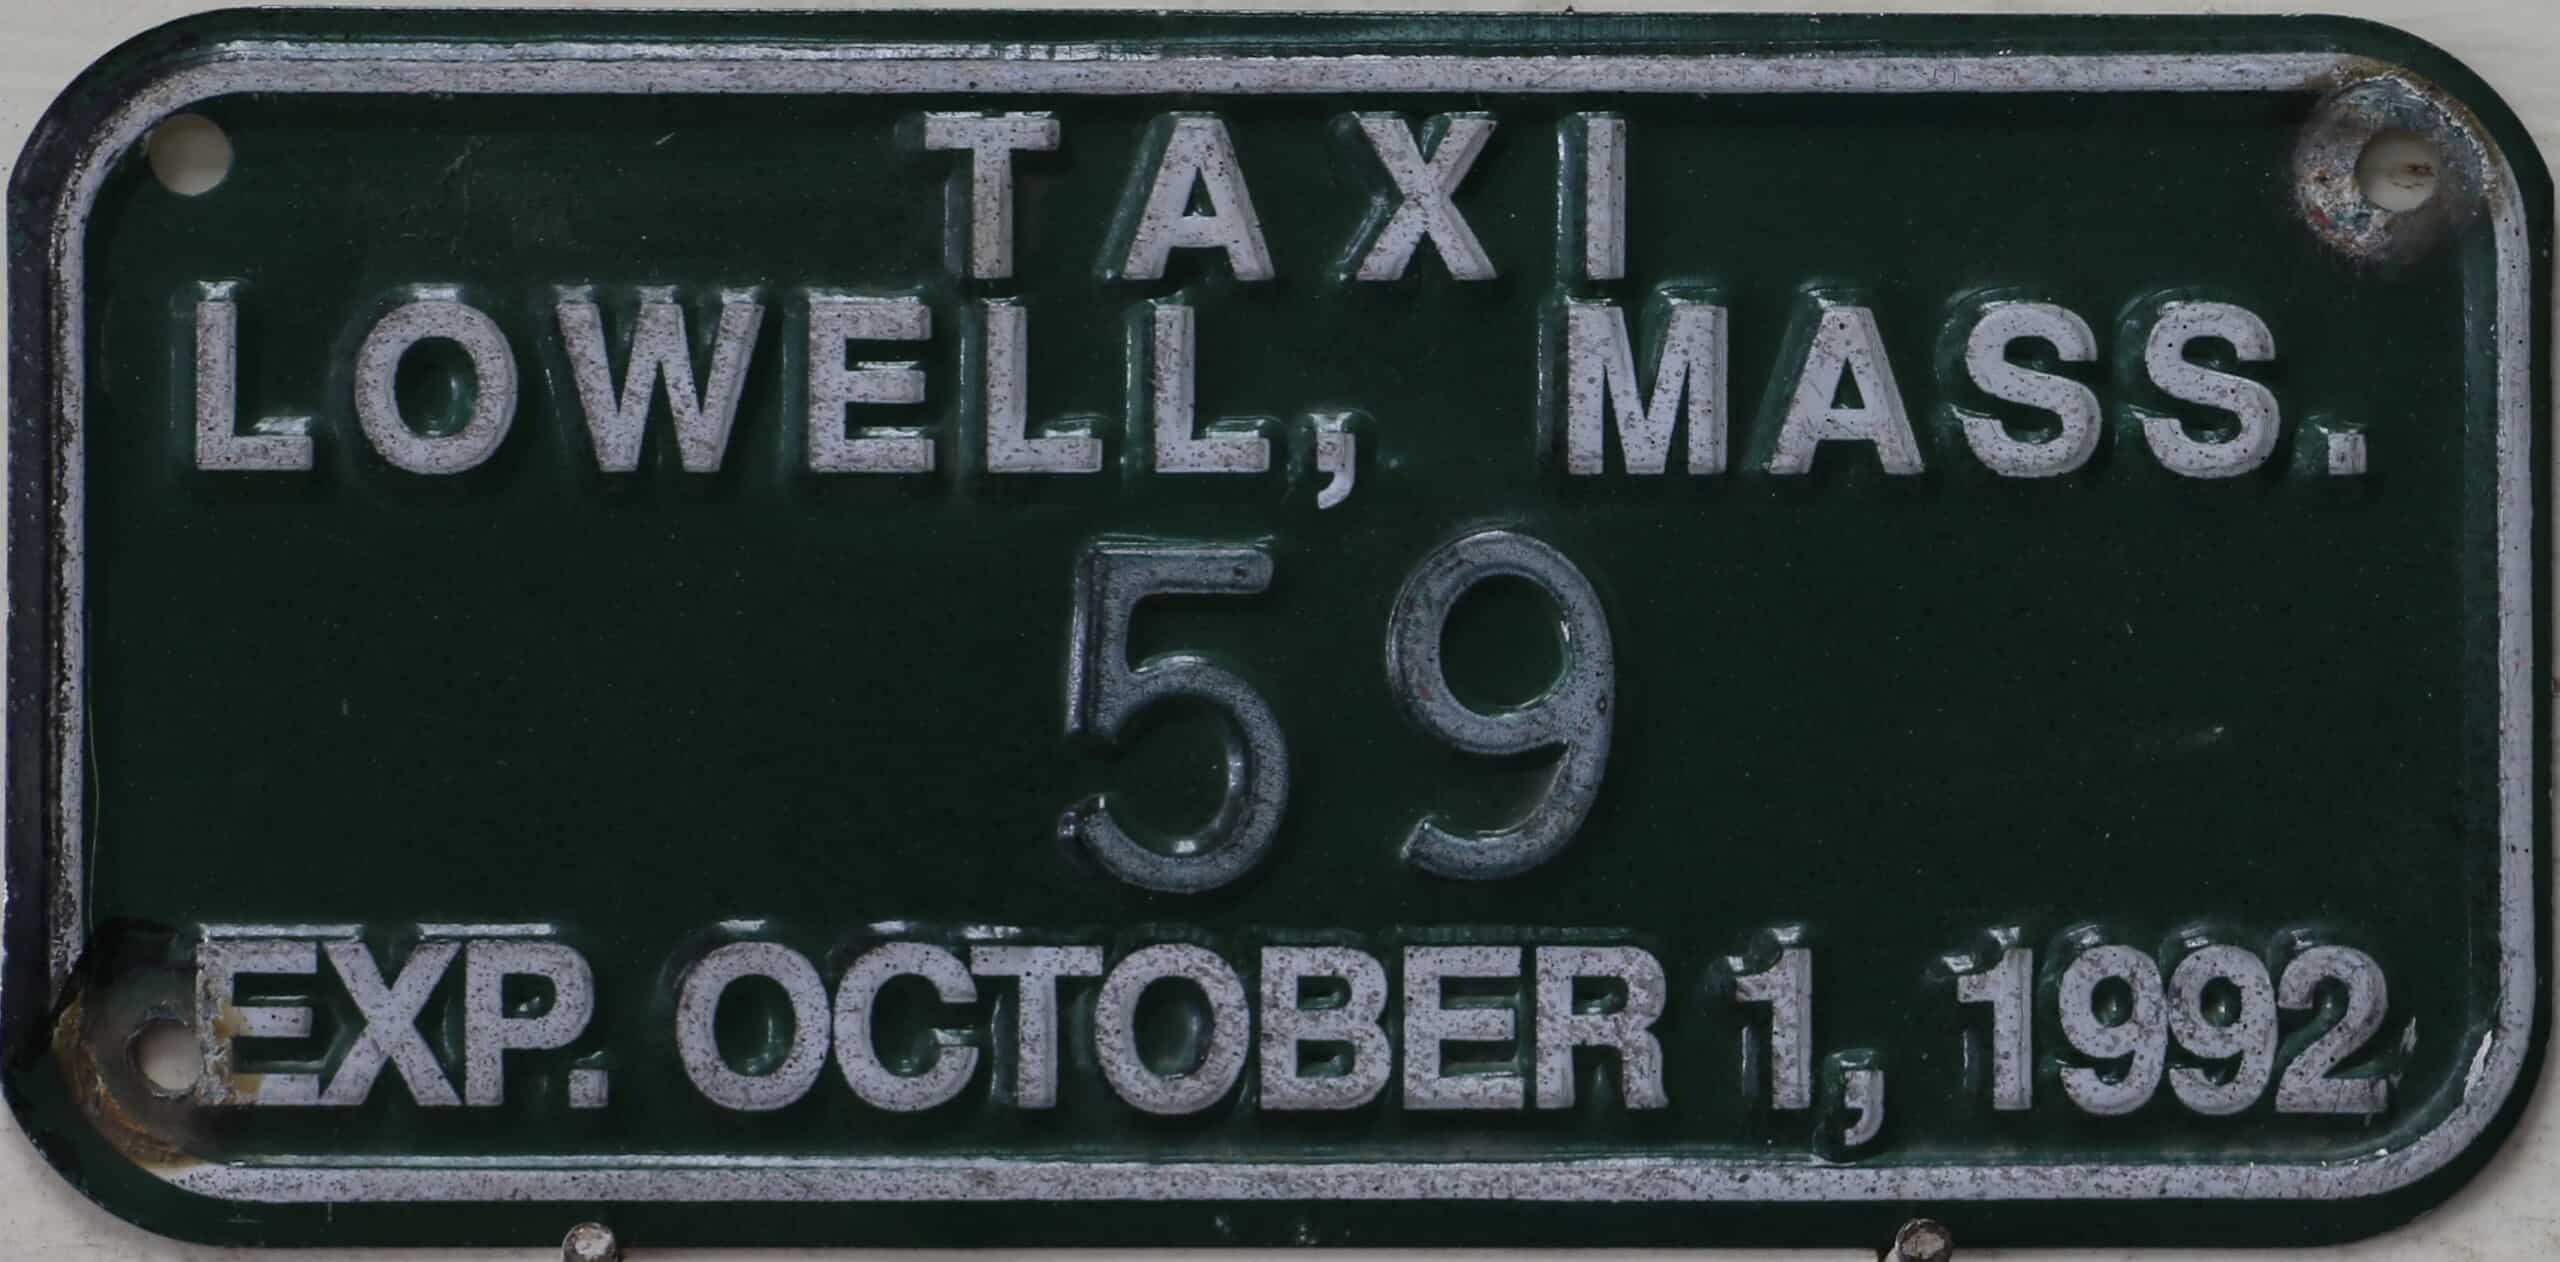 TAXI
LOWELL, MASS.
59
EXP. OCTOBER 1, 1992